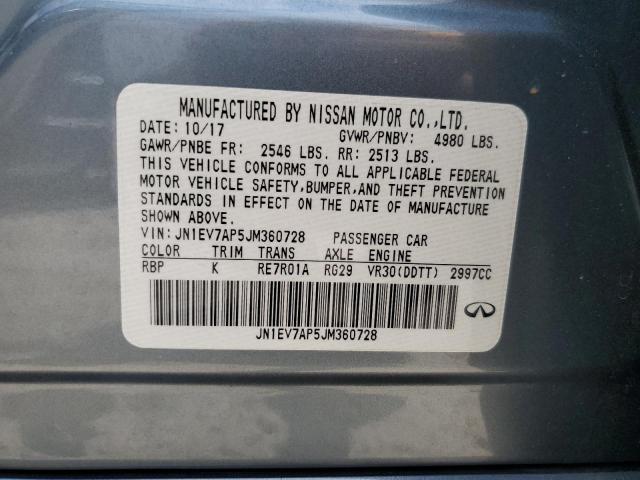 MANUFACTURED BY NISSAN MOTOR CO.,LTD.
DATE: 10/17 GVWR/PNBV: 4980 LBS.
GAWR/PNBE FR: 2546 LBS. RR: 2513 LBS.
THIS VEHICLE CONFORMS TO ALL APPLICABLE FEDERAL
MOTOR VEHICLE SAFETY,BUMPER,AND THEFT PREVENTION
STANDARDS IN EFFECT ON THE DATE OF MANUFACTURE
SHOWN ABOVE.
VIN: JN1EV7AP5JM360728 PASSENGER CAR
COLOR TRIM TRANS AXLE ENGINE
RBP K RE7R01A RG29 VR30(DDTT) 2997CC
JN1EV7AP5JM360728